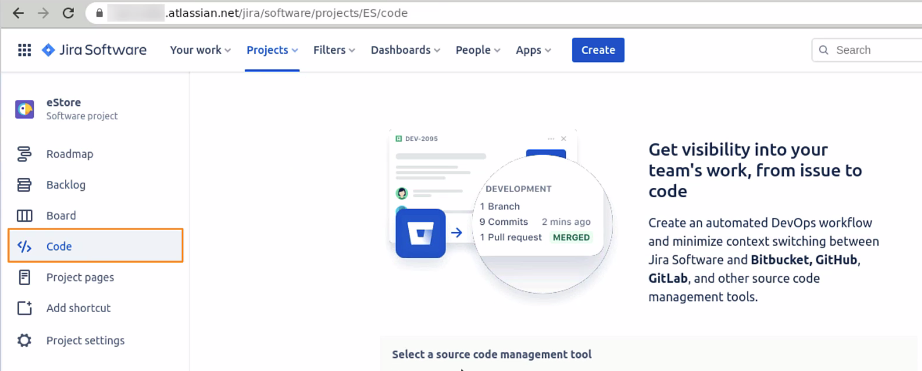 .atlassian.net/jira/software/projects/ES/code
Jira Software Your work Projects Filters Dashboards People Apps Create Search
eStore
Software project
Roadmap
Backlog
Board
Code
Project pages
Add shortcut
Project settings
DEV-2095
DEVELOPMENT
1 Branch
9 Commits 2 mins ago
1 Pull request MERGED
Get visibility into your
team's work, from issue to
code
Create an automated DevOps workflow
and minimize context switching between
Jira Software and Bitbucket, GitHub,
GitLab, and other source code
management tools.
Select a source code management tool